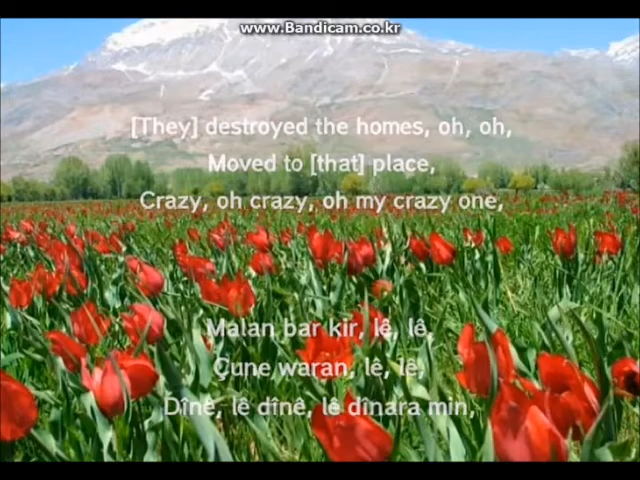 www.Bandicam.co.kr
[They] destroyed the homes, oh, oh,
Moved to [that] place,
Crazy, oh crazy, oh my crazy one,
Malan bar kir, lê, lê,
Çune waran, lê, lê,
Dînê, lê dînê, lê dînara min,